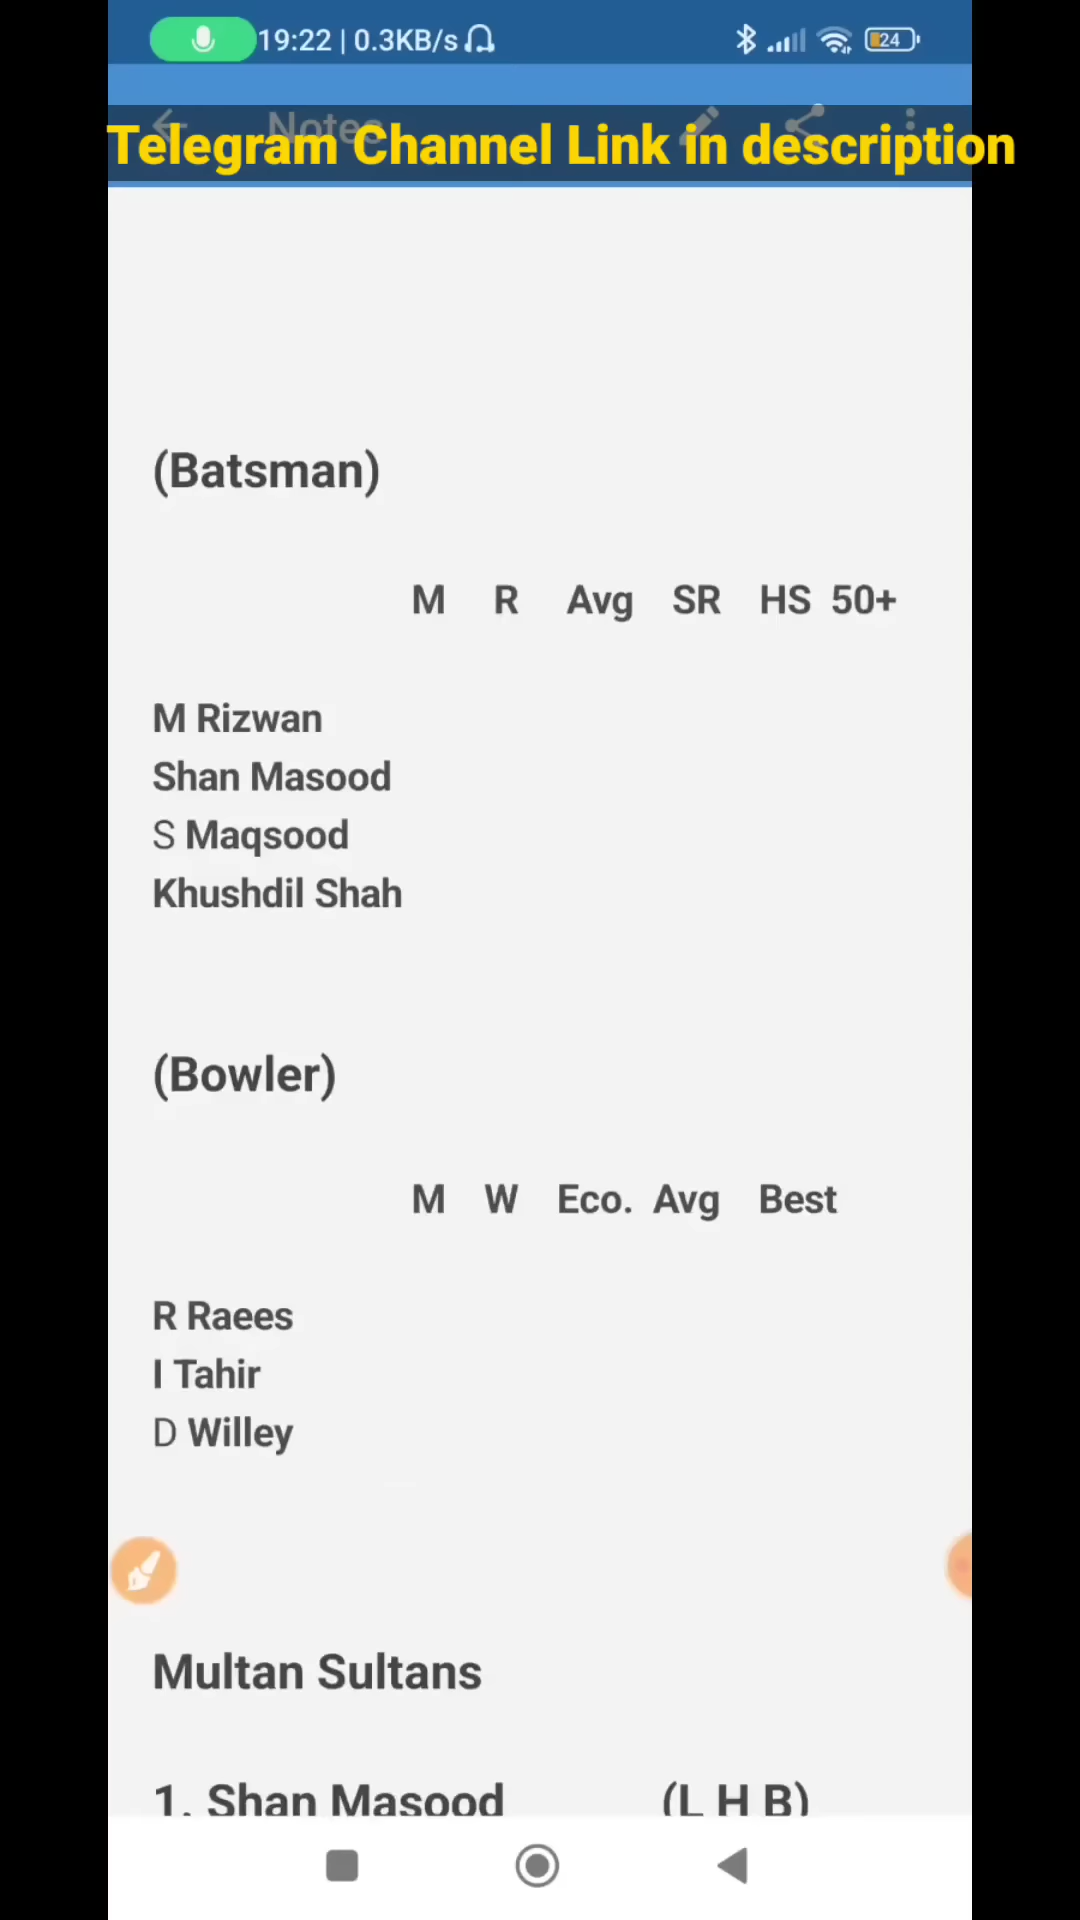 19:22 | 0.3KB/s
24
Notes
Telegram Channel Link in description
(Batsman)
M R Avg SR HS 50+
M Rizwan
Shan Masood
S Maqsood
Khushdil Shah
(Bowler)
M W Eco. Avg Best
R Raees
I Tahir
D Willey
Multan Sultans
1. Shan Masood (L H B)